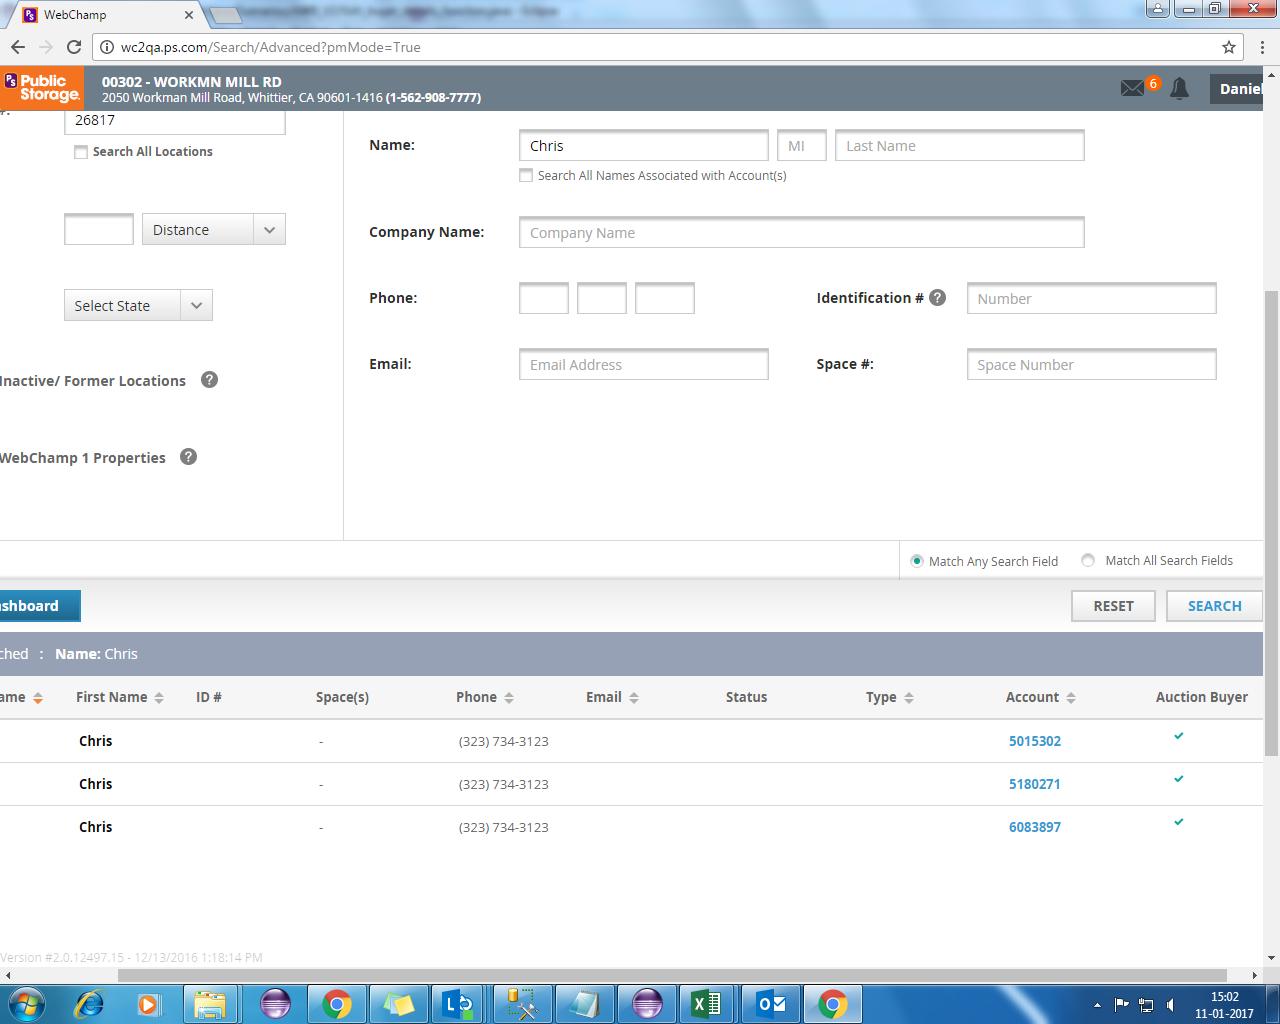 WebChamp
wc2qa.ps.com/Search/Advanced?pmMode=True
PS Public Storage
00302 - WORKMN MILL RD
2050 Workman Mill Road, Whittier, CA 90601-1416 (1-562-908-7777)
6
Daniel
26817
Search All Locations
Distance
Select State
Inactive/ Former Locations ?
WebChamp 1 Properties ?
Name: Chris MI Last Name
Search All Names Associated with Account(s)
Company Name: Company Name
Phone: Identification # ? Number
Email: Email Address Space #: Space Number
Match Any Search Field Match All Search Fields
shboard RESET SEARCH
ched : Name: Chris
ame First Name ID # Space(s) Phone Email Status Type Account Auction Buyer
Chris - (323) 734-3123 5015302
Chris - (323) 734-3123 5180271
Chris - (323) 734-3123 6083897
Version #2.0.12497.15 - 12/13/2016 1:18:14 PM
15:02
11-01-2017